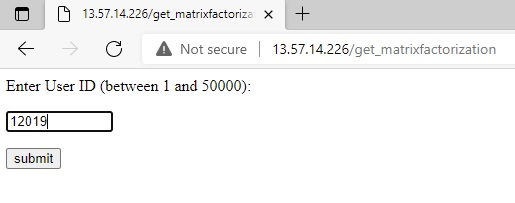 13.57.14.226/get_matrixfactoriza
Not secure 13.57.14.226/get_matrixfactorization
Enter User ID (between 1 and 50000):
12019
submit